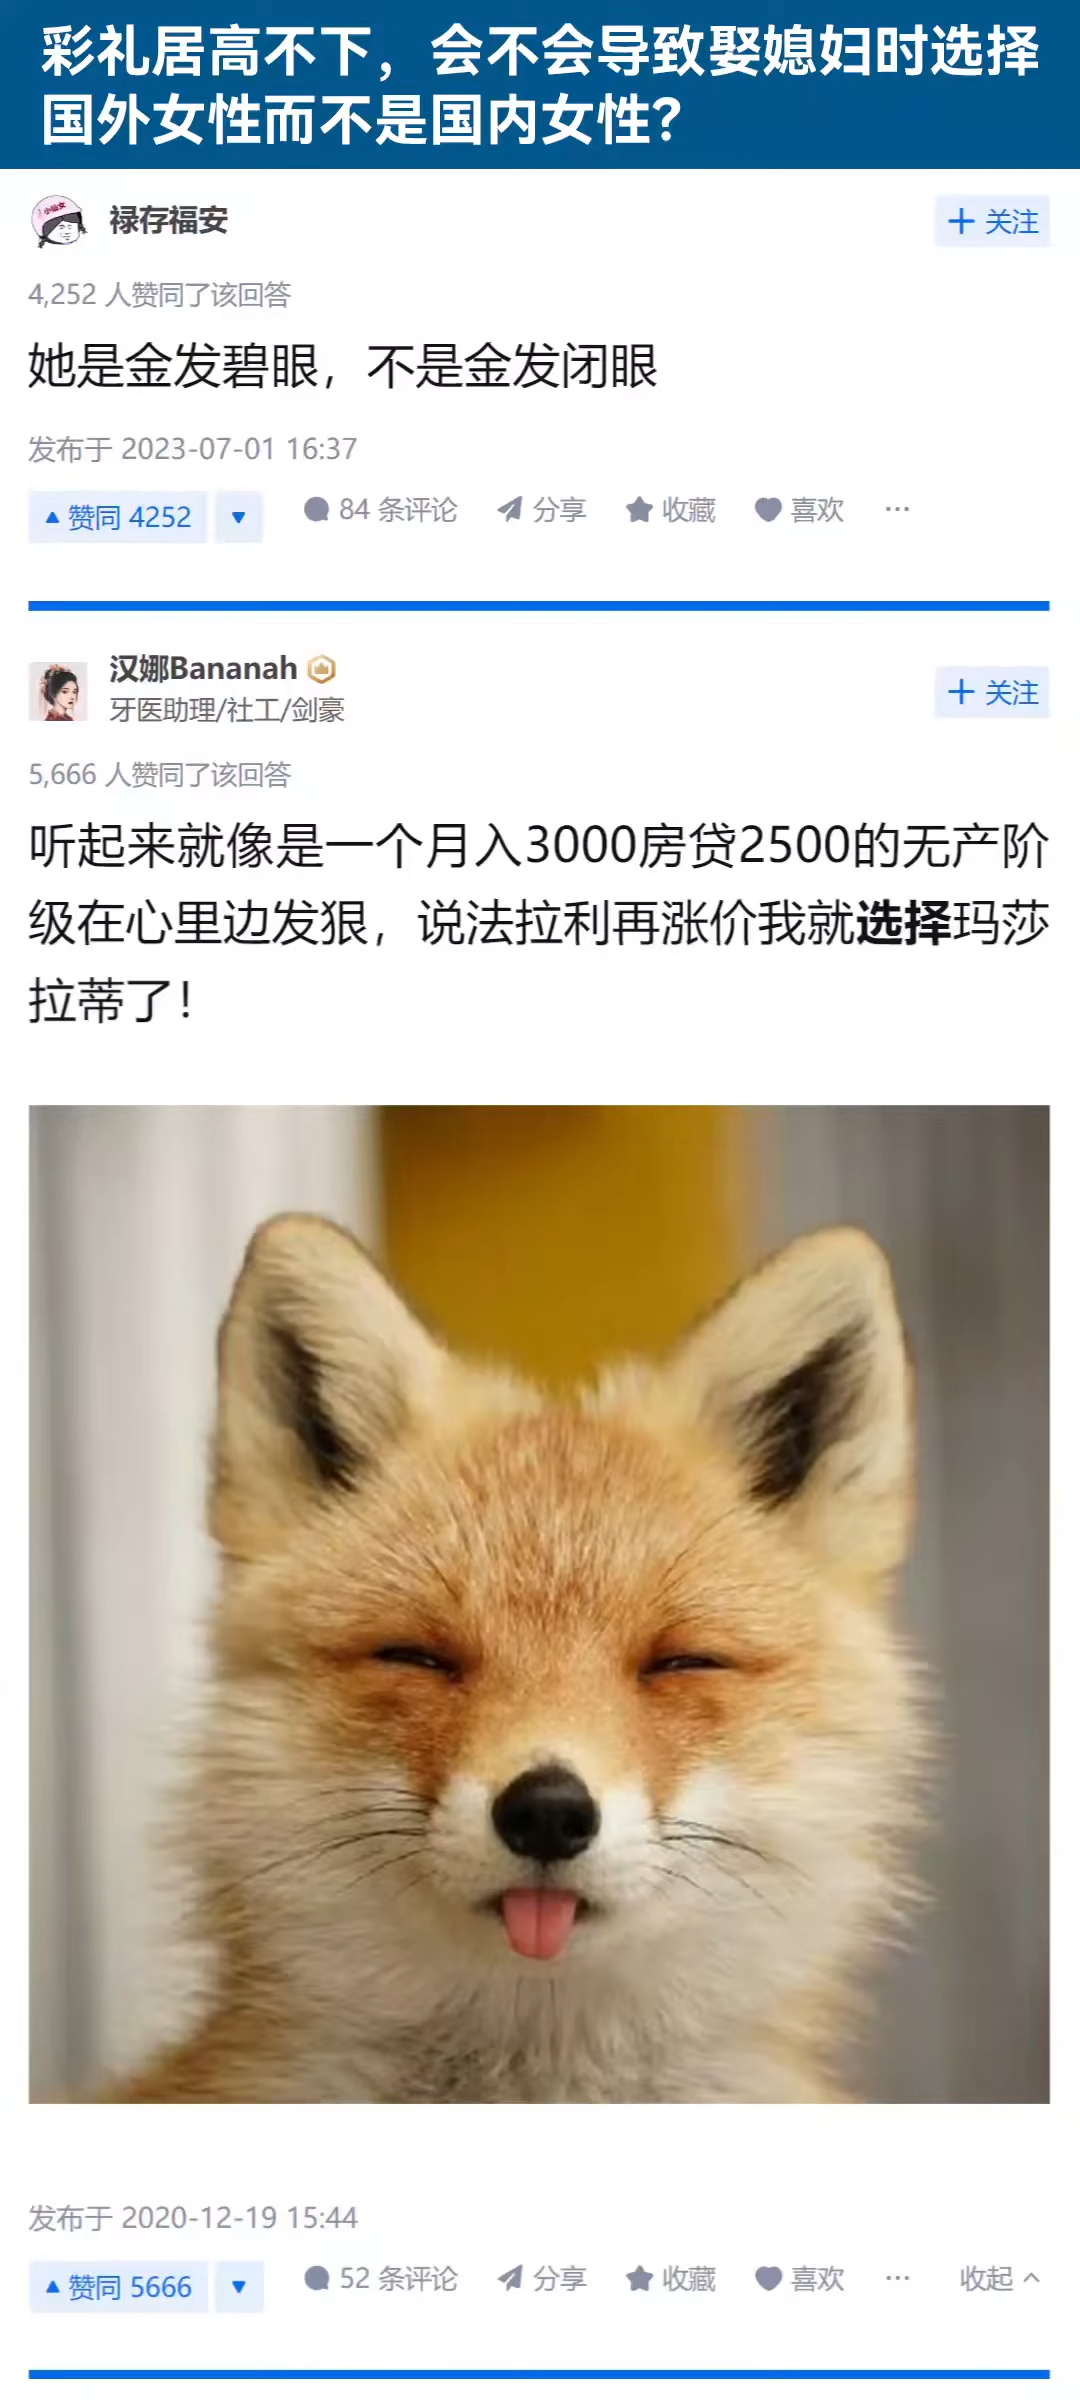 彩礼居高不下，会不会导致娶媳妇时选择
国外女性而不是国内女性？
小仙女
禄存福安
+ 关注
4,252 人赞同了该回答
她是金发碧眼，不是金发闭眼
发布于 2023-07-01 16:37
▲ 赞同 4252 ▼ 84 条评论 分享 收藏 喜欢 ···
汉娜Bananah
牙医助理/社工/剑豪
+ 关注
5,666 人赞同了该回答
听起来就像是一个月入3000房贷2500的无产阶
级在心里边发狠，说法拉利再涨价我就选择玛莎
拉蒂了！
发布于 2020-12-19 15:44
▲ 赞同 5666 ▼ 52 条评论 分享 收藏 喜欢 ··· 收起